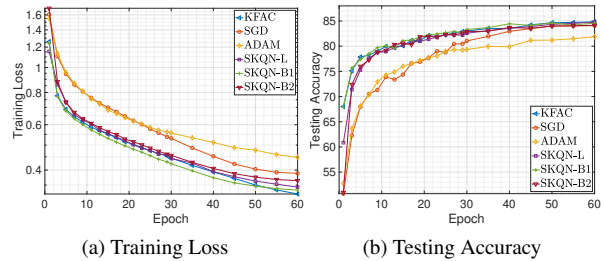 1.6
1.4
1.2
1.0
0.8
0.6
0.4
0
10
20
30
40
50
60
Epoch
Training Loss
KFAC
SGD
ADAM
SKQN-L
SKQN-B1
SKQN-B2
(a) Training Loss
85
80
75
70
65
60
55
0
10
20
30
40
50
60
Epoch
Testing Accuracy
KFAC
SGD
ADAM
SKQN-L
SKQN-B1
SKQN-B2
(b) Testing Accuracy